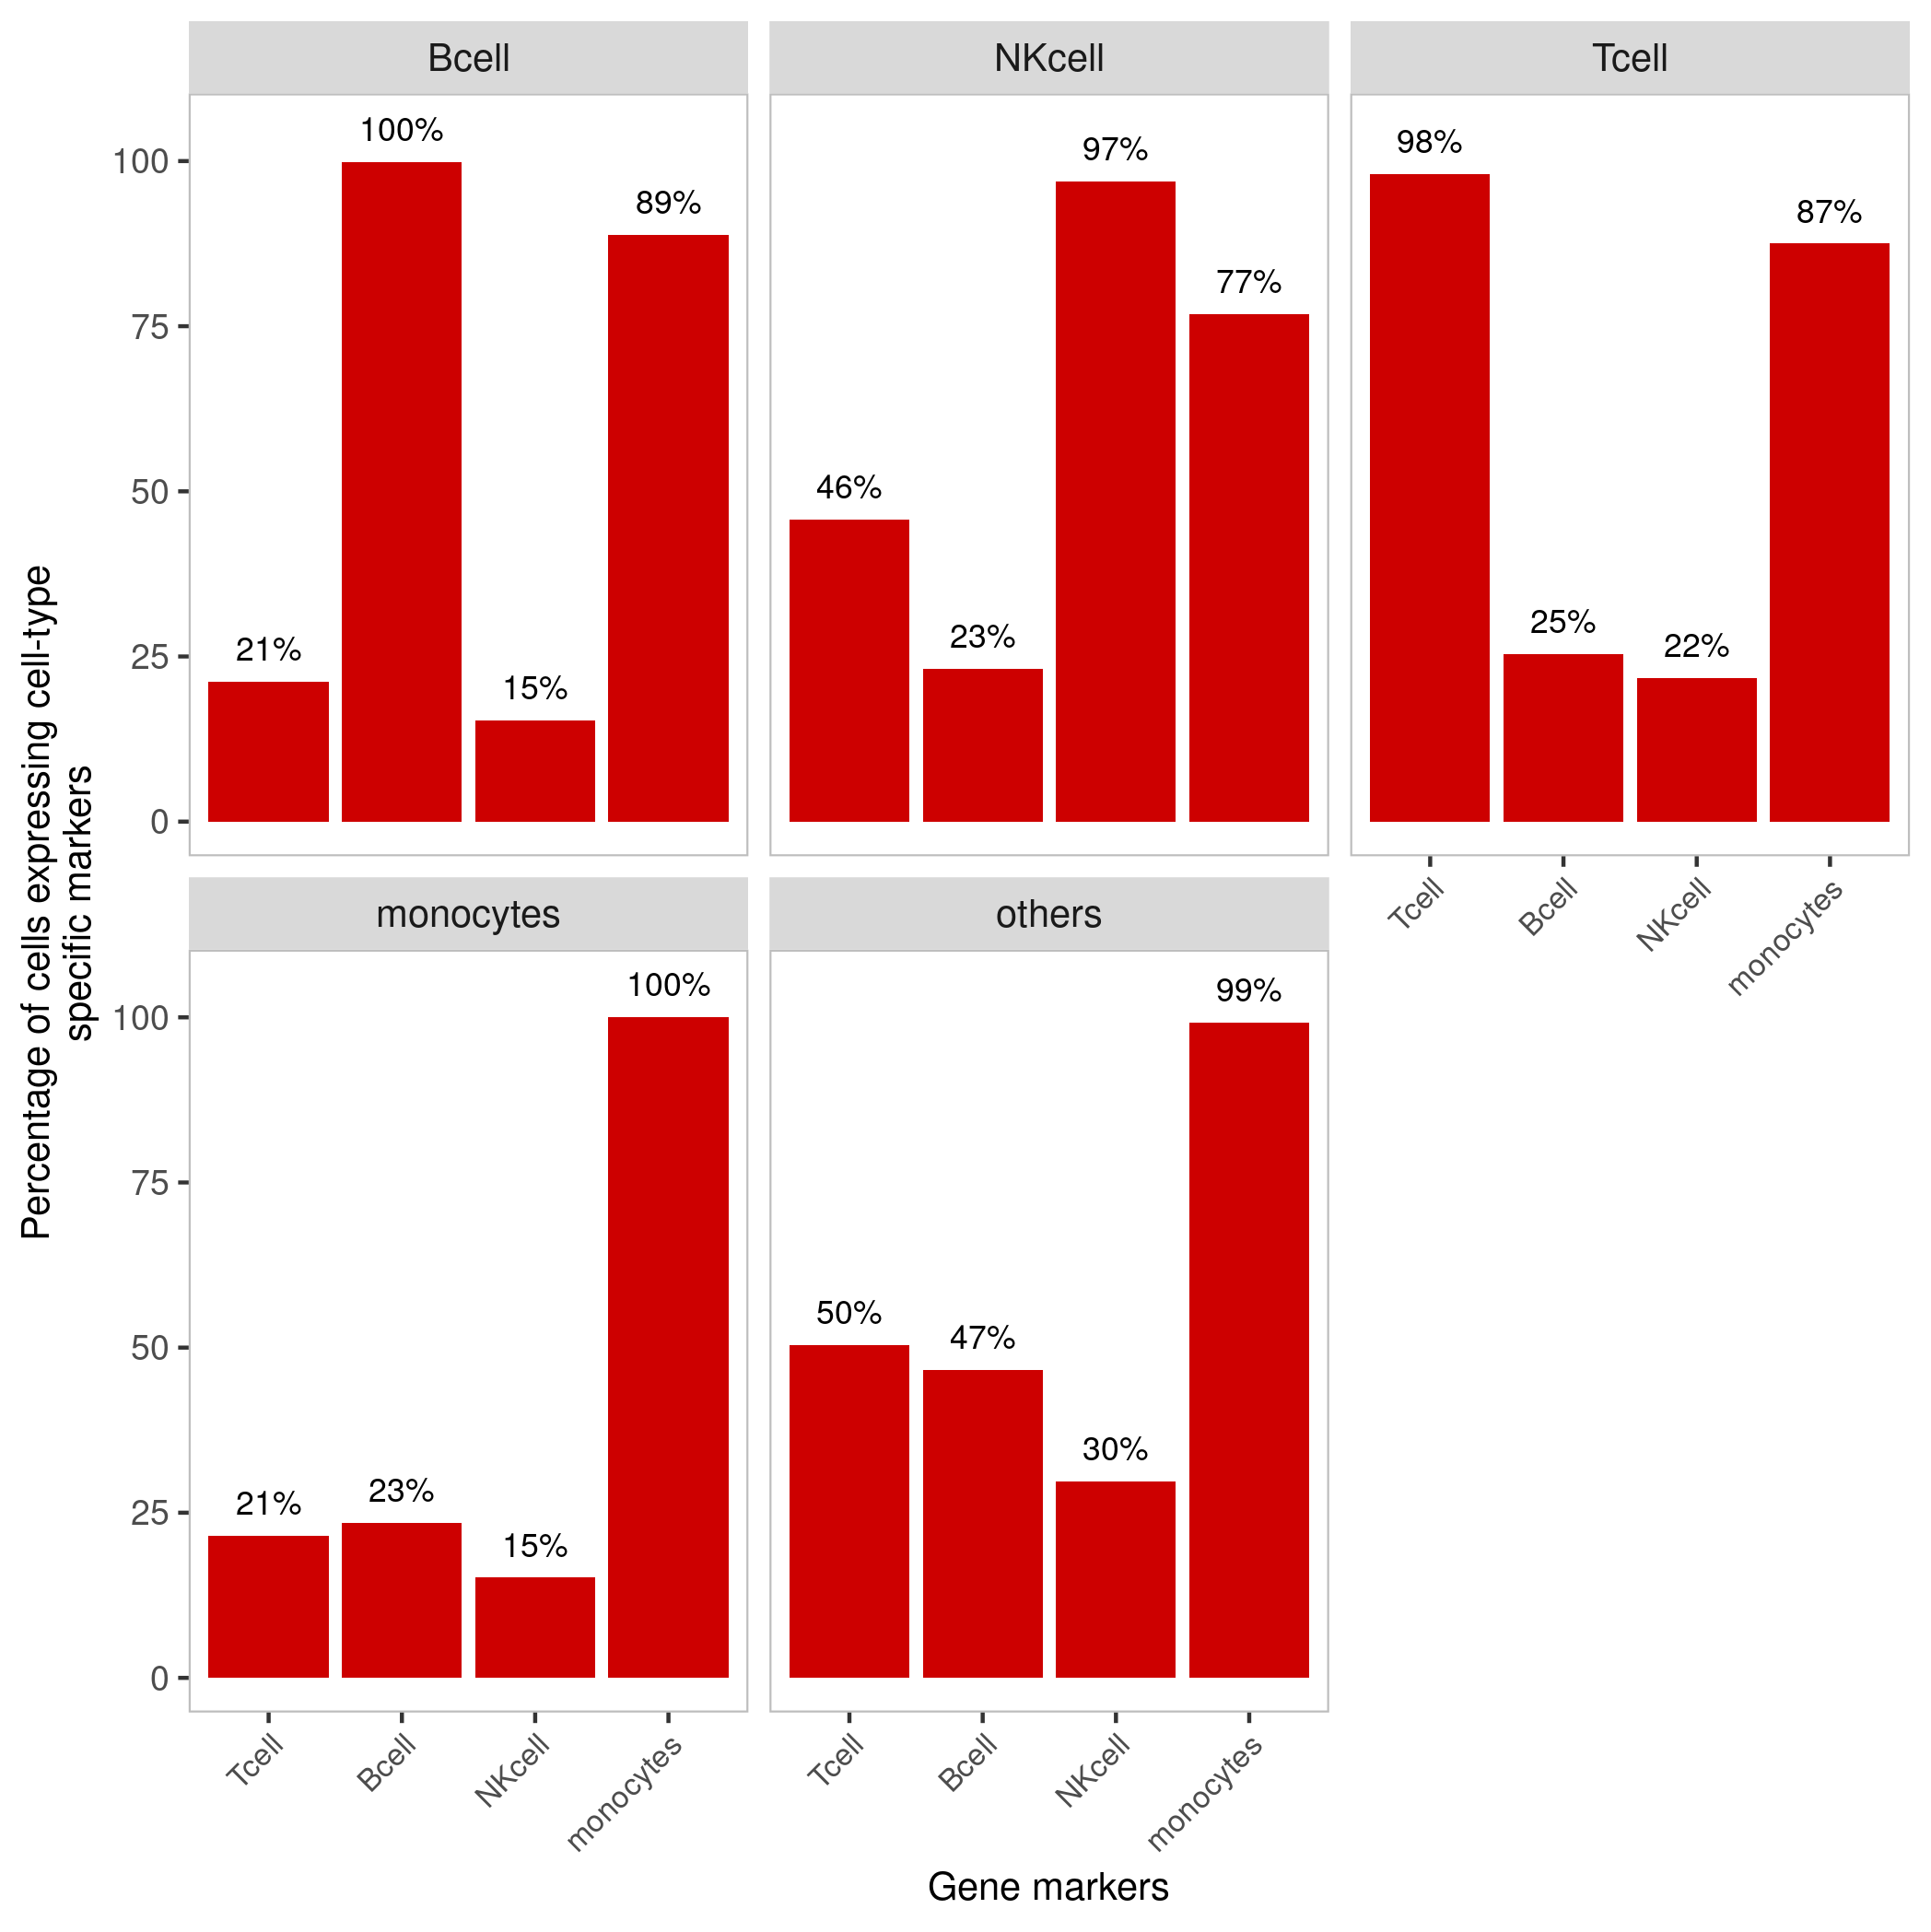 Bcell
NKcell
Tcell
100%
89%
21%
15%
97%
77%
46%
23%
98%
87%
25%
22%
100
75
50
25
0
Tcell
Bcell
NKcell
monocytes
monocytes
others
100%
21%
23%
15%
99%
50%
47%
30%
100
75
50
25
0
Tcell
Bcell
NKcell
monocytes
Tcell
Bcell
NKcell
monocytes
Percentage of cells expressing cell-type
specific markers
Gene markers